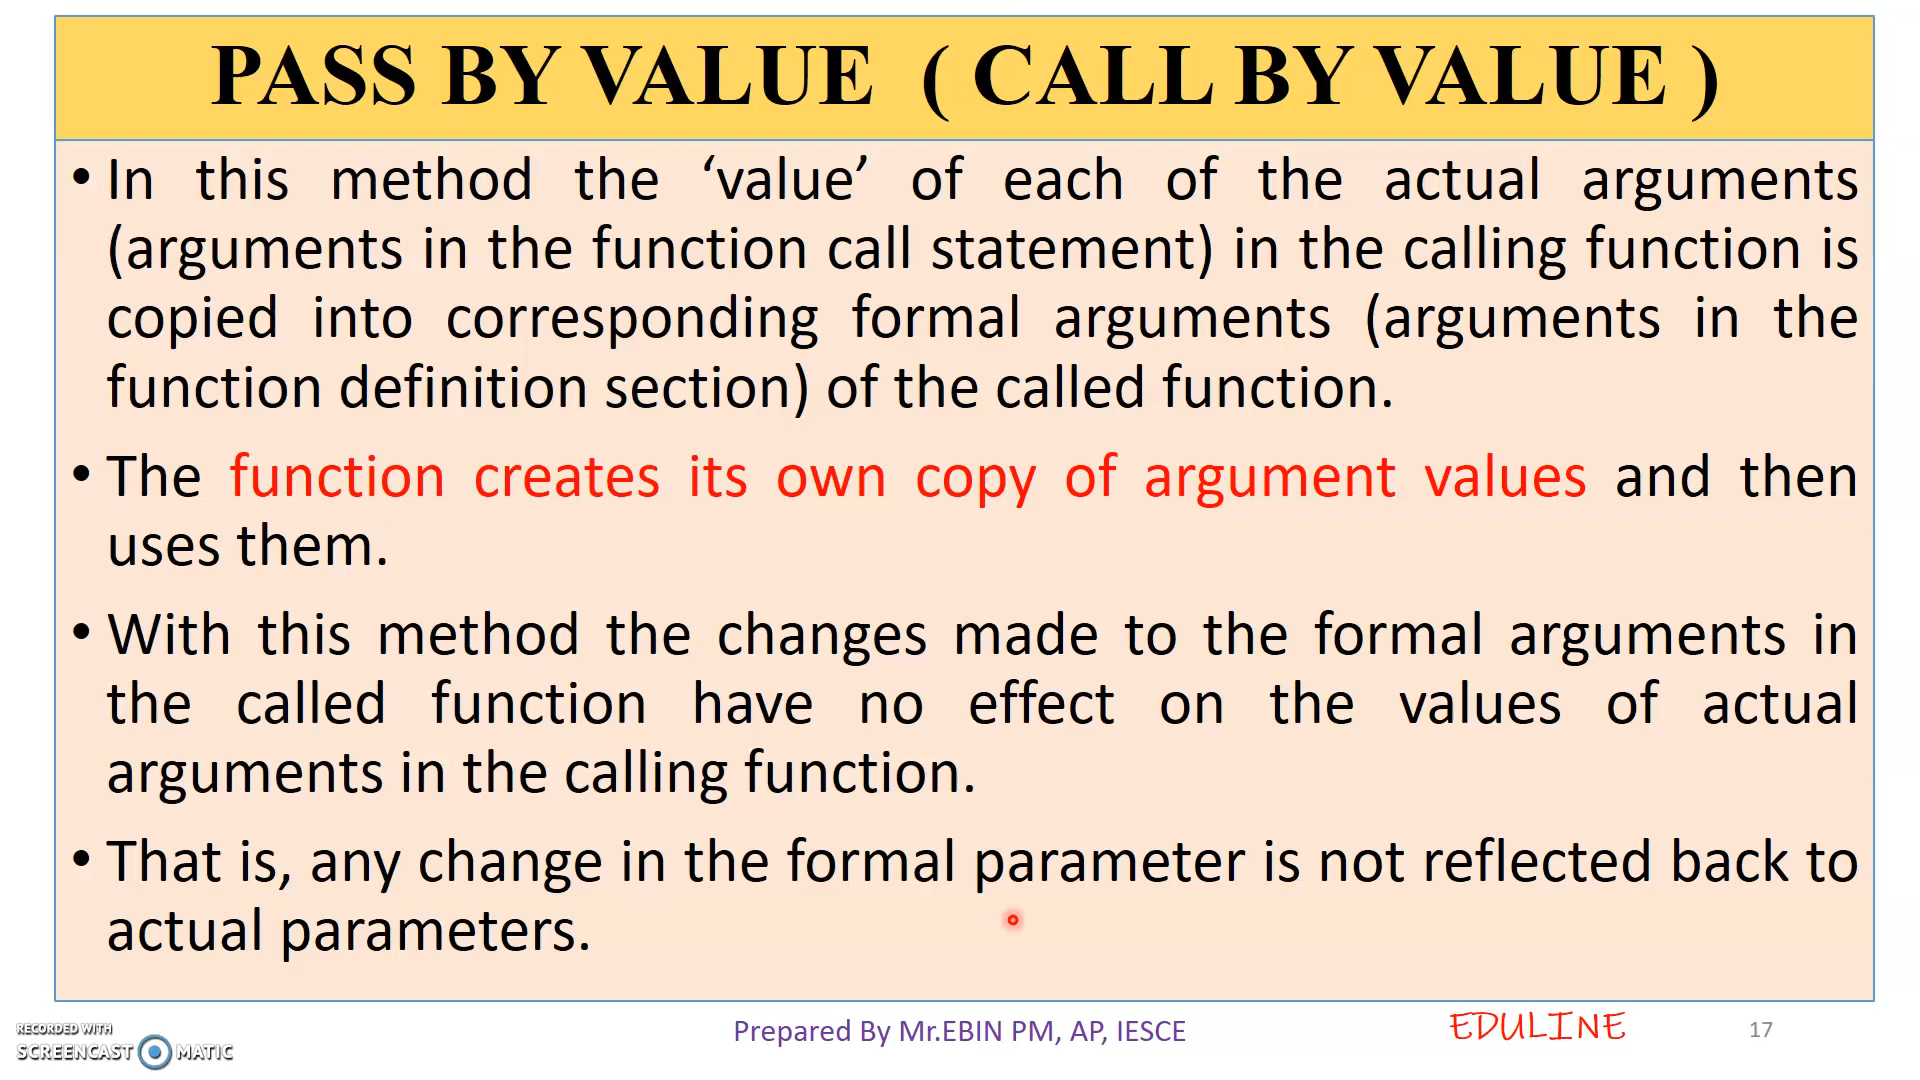 PASS BY VALUE ( CALL BY VALUE )
• In this method the ‘value’ of each of the actual arguments
(arguments in the function call statement) in the calling function is
copied into corresponding formal arguments (arguments in the
function definition section) of the called function.
• The function creates its own copy of argument values and then
uses them.
• With this method the changes made to the formal arguments in
the called function have no effect on the values of actual
arguments in the calling function.
• That is, any change in the formal parameter is not reflected back to
actual parameters.
RECORDED WITH
SCREENCAST MATIC
Prepared By Mr.EBIN PM, AP, IESCE
EDULINE
17